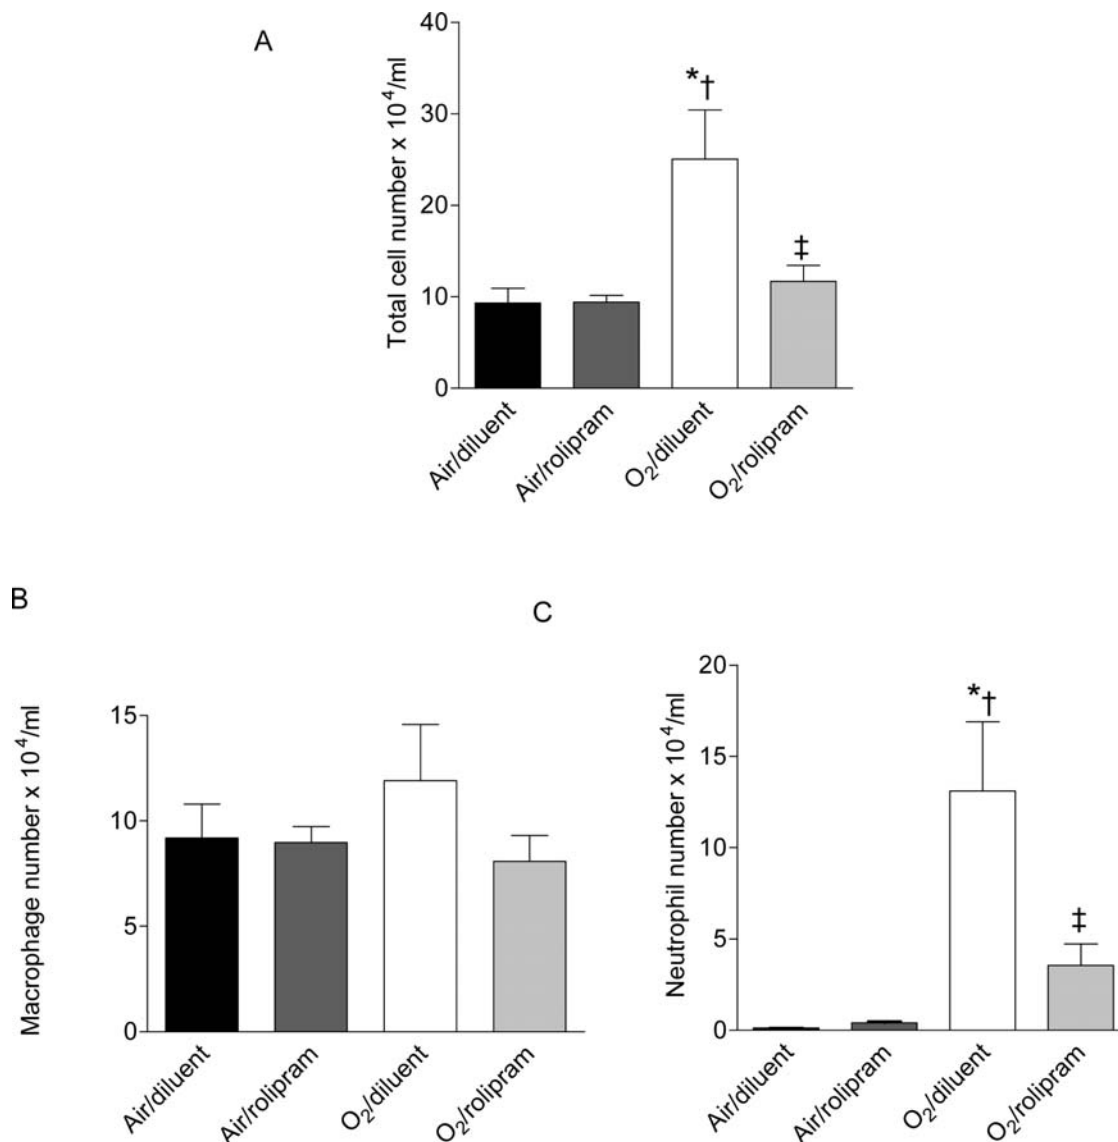 A
Total cell number x 10⁴/ml
40
30
20
10
0
*†
‡
Air/diluent
Air/rolipram
O₂/diluent
O₂/rolipram
B
Macrophage number x 10⁴/ml
15
10
5
0
Air/diluent
Air/rolipram
O₂/diluent
O₂/rolipram
C
Neutrophil number x 10⁴/ml
20
15
10
5
0
*†
‡
Air/diluent
Air/rolipram
O₂/diluent
O₂/rolipram